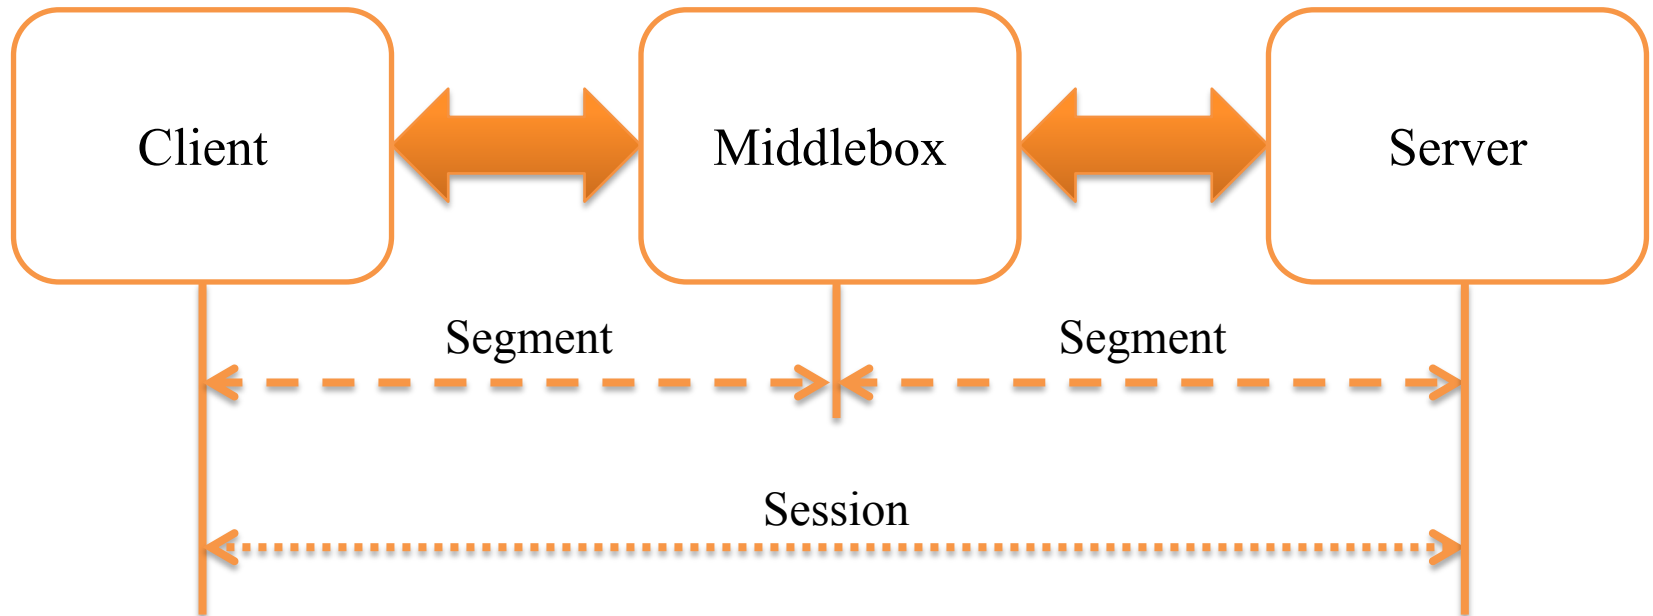 Client
Middlebox
Server
Segment
Segment
Session